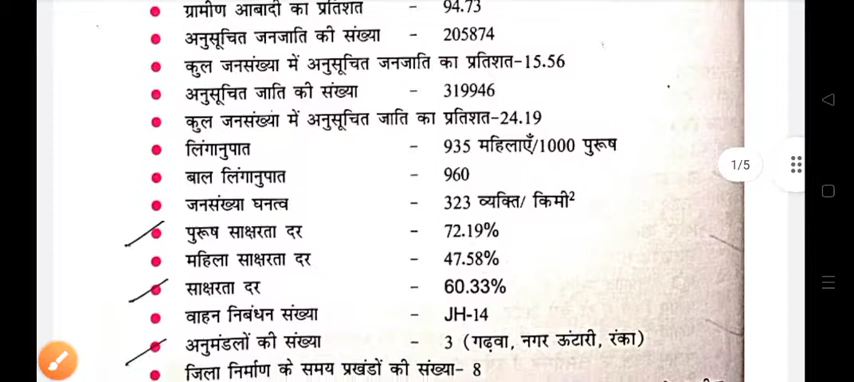 ग्रामीण आबादी का प्रतिशत - 94.73
अनुसूचित जनजाति की संख्या - 205874
कुल जनसंख्या में अनुसूचित जनजाति का प्रतिशत-15.56
अनुसूचित जाति की संख्या - 319946
कुल जनसंख्या में अनुसूचित जाति का प्रतिशत-24.19
लिंगानुपात - 935 महिलाएँ/1000 पुरूष
बाल लिंगानुपात - 960
1/5
जनसंख्या घनत्व - 323 व्यक्ति/ किमी²
पुरूष साक्षरता दर - 72.19%
महिला साक्षरता दर - 47.58%
साक्षरता दर - 60.33%
वाहन निबंधन संख्या - JH-14
अनुमंडलों की संख्या - 3 (गढ़वा, नगर ऊंटारी, रंका)
जिला निर्माण के समय प्रखंडों की संख्या- 8